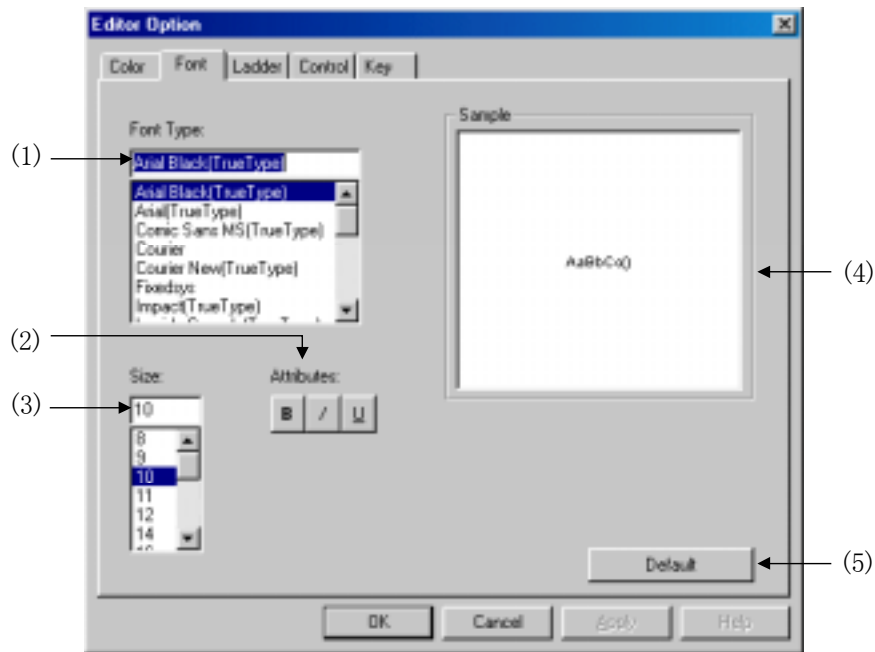 Editor Option
Color Font Ladder Control Key
Font Type:
Sample
(1)
Arial Black(TrueType)
Arial Black(TrueType)
Arial(TrueType)
Comic Sans MS(TrueType)
Courier
Courier New(TrueType)
Fixedsys
Impact(TrueType)
AaBbCc()
(4)
(2)
Size:
Attributes:
(3)
10
B I U
8
9
10
11
12
14
Default
(5)
OK Cancel Apply Help